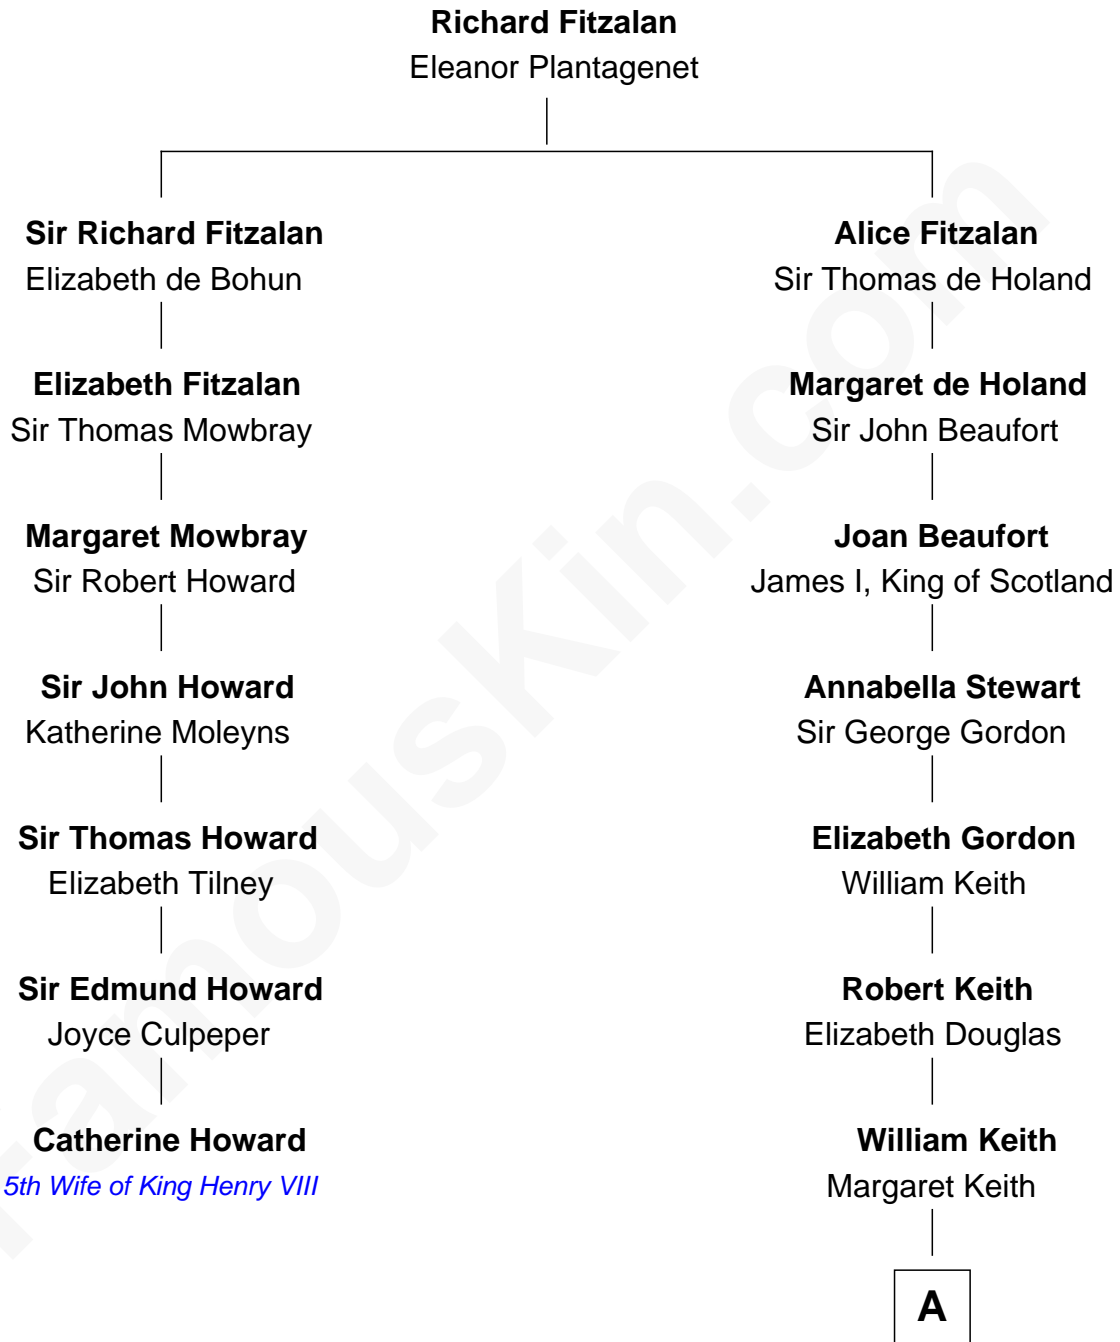 Richard Fitzalan
Eleanor Plantagenet
Sir Richard Fitzalan
Elizabeth de Bohun
Elizabeth Fitzalan
Sir Thomas Mowbray
Margaret Mowbray
Sir Robert Howard
Sir John Howard
Katherine Moleyns
Sir Thomas Howard
Elizabeth Tilney
Sir Edmund Howard
Joyce Culpeper
Catherine Howard
5th Wife of King Henry VIII
Alice Fitzalan
Sir Thomas de Holand
Margaret de Holand
Sir John Beaufort
Joan Beaufort
James I, King of Scotland
Annabella Stewart
Sir George Gordon
Elizabeth Gordon
William Keith
Robert Keith
Elizabeth Douglas
William Keith
Margaret Keith
A
FamousKin.com